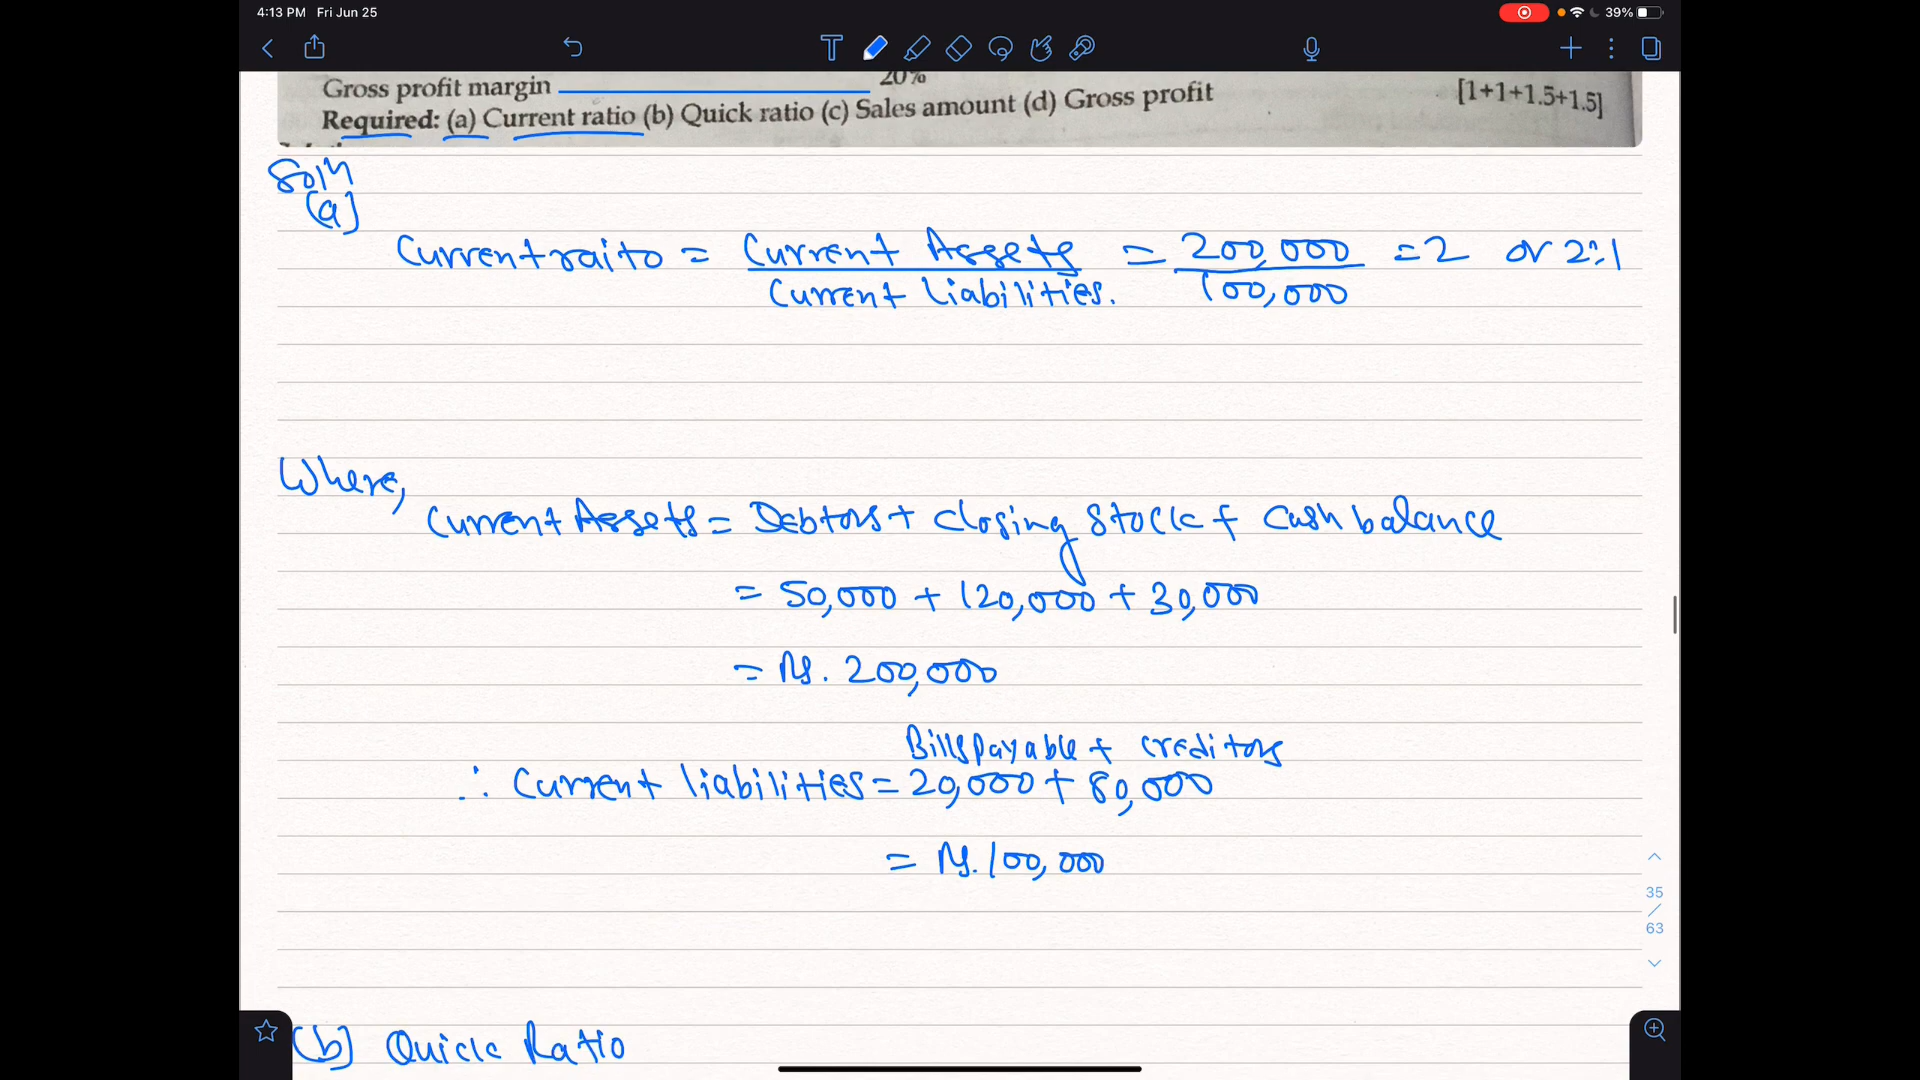 4:13 PM Fri Jun 25
39%
Gross profit margin 20%
Required: (a) Current ratio (b) Quick ratio (c) Sales amount (d) Gross profit [1+1+1.5+1.5]
Soln
(a)
Current raito = Current Assets / Current liabilities. = 200,000 / 100,000 = 2 or 2:1
Where,
Current Assets = Debtors + closing stock + cash balance
= 50,000 + 120,000 + 30,000
= Rs. 200,000
Bills payable + creditors
∴ Current liabilities = 20,000 + 80,000
= Rs. 100,000
35
/
63
(b) Quick Ratio